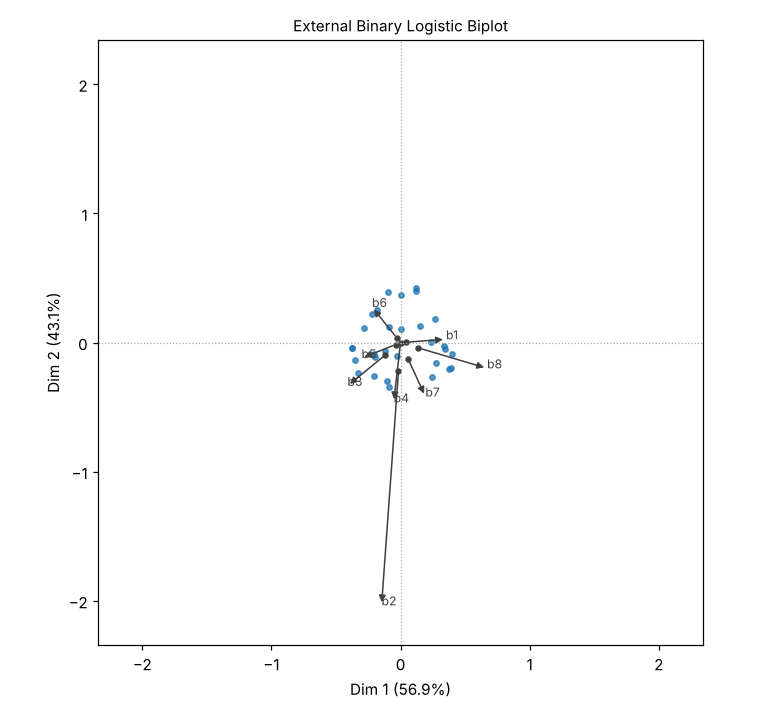 External Binary Logistic Biplot
Dim 2 (43.1%)
2
1
0
−1
−2
b6
b1
b5
b8
b3
b7
b4
b2
−2
−1
0
1
2
Dim 1 (56.9%)